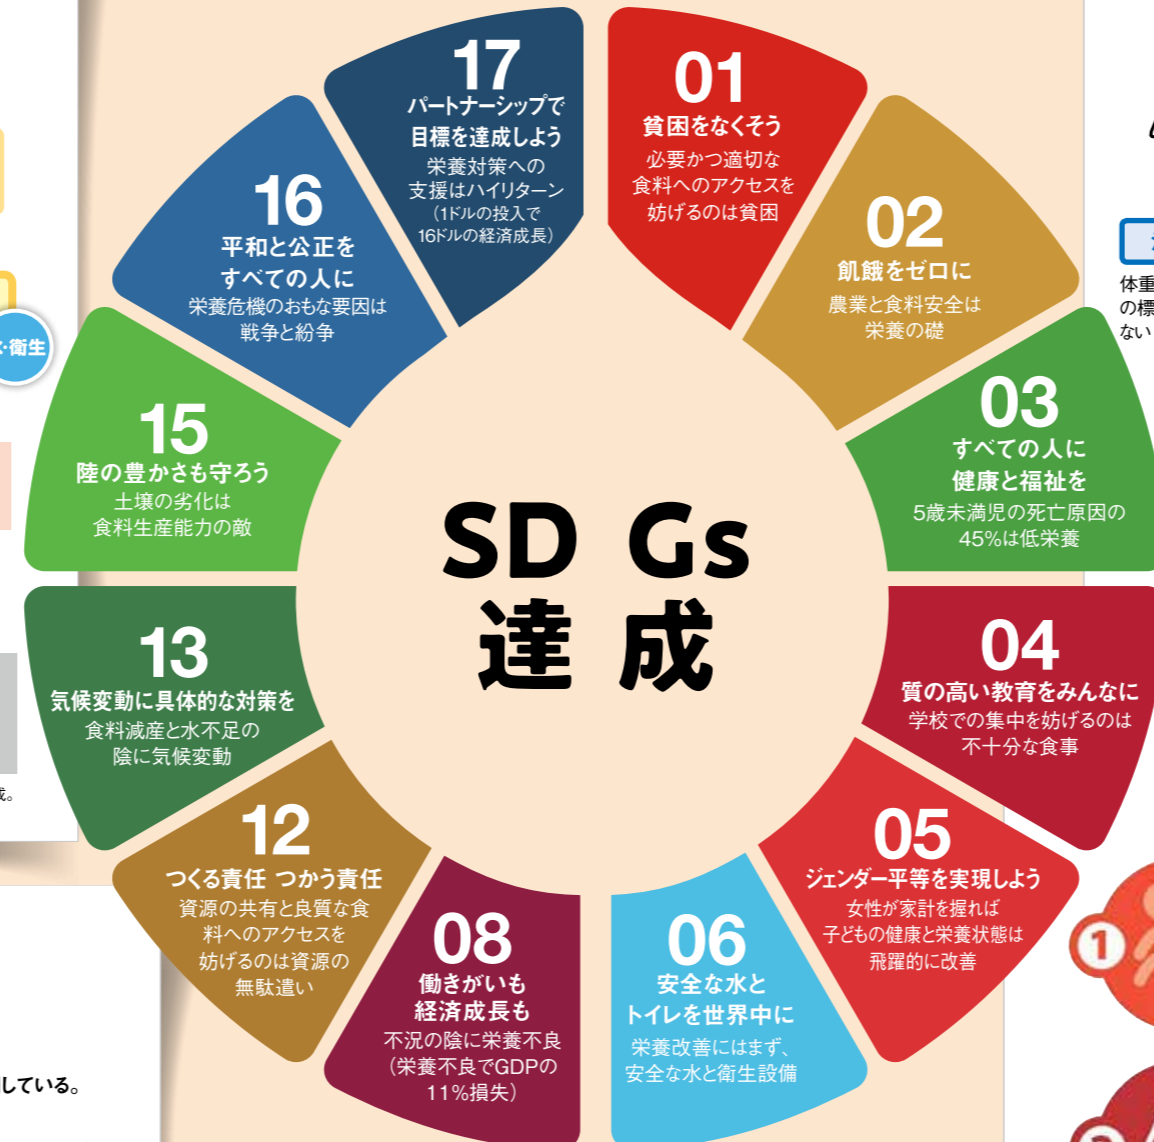 17
パートナーシップで
目標を達成しよう
栄養対策への
支援はハイリターン
(1ドルの投入で
16ドルの経済成長)
01
貧困をなくそう
必要かつ適切な
食料へのアクセスを
妨げるのは貧困
02
飢餓をゼロに
農業と食料安全は
栄養の礎
03
すべての人に
健康と福祉を
5歳未満児の死亡原因の
45%は低栄養
04
質の高い教育をみんなに
学校での集中を妨げるのは
不十分な食事
05
ジェンダー平等を実現しよう
女性が家計を握れば
子どもの健康と栄養状態は
飛躍的に改善
06
安全な水と
トイレを世界中に
栄養改善にはまず、
安全な水と衛生設備
08
働きがいも
経済成長も
不況の陰に栄養不良
(栄養不良でGDPの
11%損失)
12
つくる責任 つかう責任
資源の共有と良質な食
料へのアクセスを
妨げるのは資源の
無駄遣い
13
気候変動に具体的な対策を
食料減産と水不足の
陰に気候変動
15
陸の豊かさも守ろう
土壌の劣化は
食料生産能力の敵
16
平和と公正を
すべての人に
栄養危機のおもな要因は
戦争と紛争
SD Gs
達 成
・衛生
体重
の標
ない
1
している。